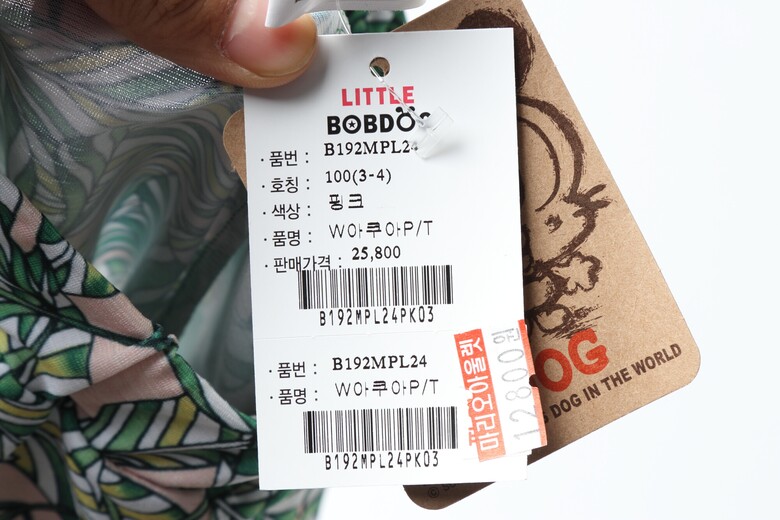 LITTLE
BOBDOG
· 품번 : B192MPL24
· 호칭 : 100(3-4)
· 색상 : 핑크
· 품명 : W아쿠아P/T
· 판매가격 : 25,800
B192MPL24PK03
· 품번 : B192MPL24
· 품명 : W아쿠아P/T
B192MPL24PK03
마리오아울렛
12800원
OG
DOG IN THE WORLD